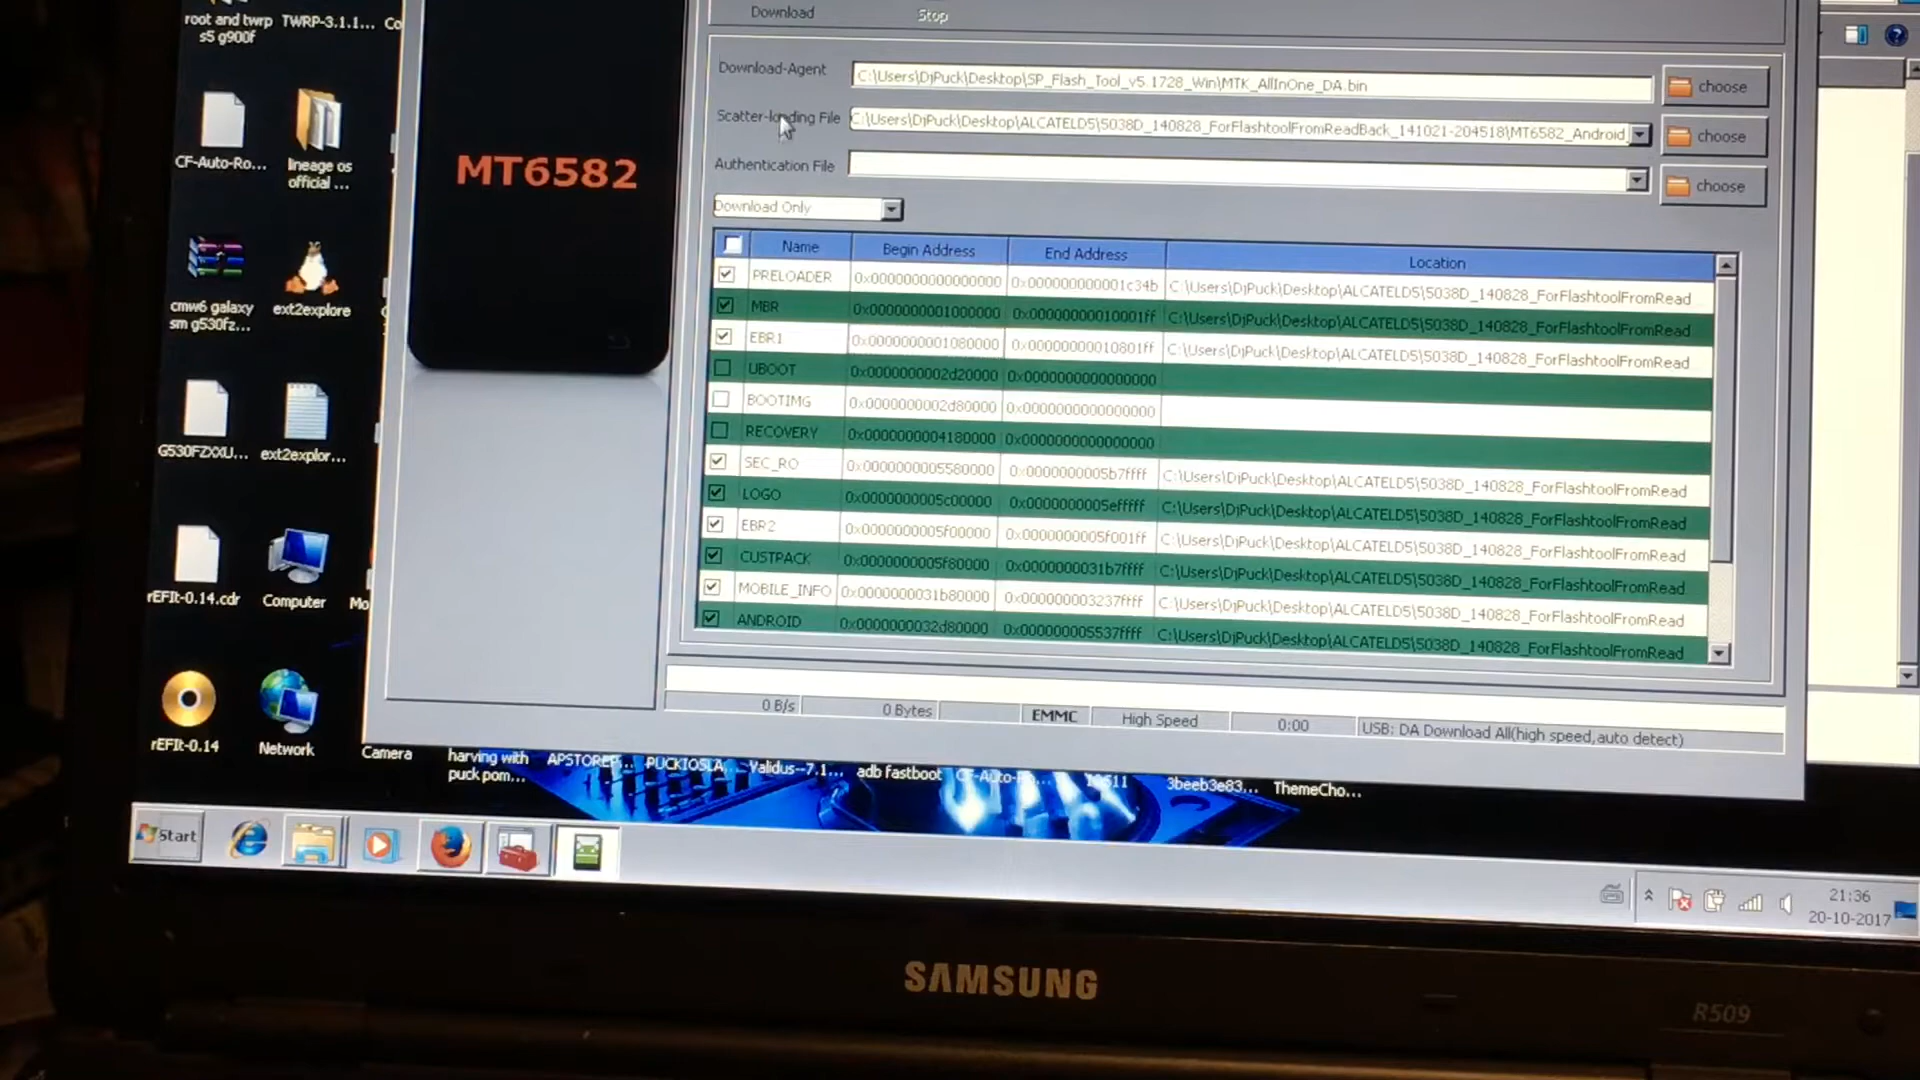 root and twrp
s5 g900f
TWRP-3.1.1...
Co
CF-Auto-Ro...
lineage os
official ...
cmw6 galaxy
sm g530fz...
ext2explore
G530FZXXU...
ext2explor...
rEFIt-0.14.cdr
Computer
Mo
rEFIt-0.14
Network
Camera
harving with
puck pom...
APSTOREP...
PUCKIOSLA...
Validus--7.1...
adb fastboot
3beeb3e83...
ThemeCho...
MT6582
Download
Stop
Download-Agent
C:\Users\DjPuck\Desktop\SP_Flash_Tool_v5.1728_Win\MTK_AllInOne_DA.bin
choose
Scatter-loading File
C:\Users\DjPuck\Desktop\ALCATELD5\5038D_140828_ForFlashtoolFromReadBack_141021-204518\MT6582_Android_
choose
Authentication File
choose
Download Only
Name Begin Address End Address Location
PRELOADER 0x0000000000000000 0x000000000001c34b C:\Users\DjPuck\Desktop\ALCATELD5\5038D_140828_ForFlashtoolFromRead
MBR 0x0000000001000000 0x00000000010001ff C:\Users\DjPuck\Desktop\ALCATELD5\5038D_140828_ForFlashtoolFromRead
EBR1 0x0000000001080000 0x00000000010801ff C:\Users\DjPuck\Desktop\ALCATELD5\5038D_140828_ForFlashtoolFromRead
UBOOT 0x0000000002d20000 0x0000000000000000
BOOTIMG 0x0000000002d80000 0x0000000000000000
RECOVERY 0x0000000004180000 0x0000000000000000
SEC_RO 0x0000000005580000 0x0000000005b7ffff C:\Users\DjPuck\Desktop\ALCATELD5\5038D_140828_ForFlashtoolFromRead
LOGO 0x0000000005c00000 0x0000000005efffff C:\Users\DjPuck\Desktop\ALCATELD5\5038D_140828_ForFlashtoolFromRead
EBR2 0x0000000005f00000 0x0000000005f001ff C:\Users\DjPuck\Desktop\ALCATELD5\5038D_140828_ForFlashtoolFromRead
CUSTPACK 0x0000000005f80000 0x0000000031b7ffff C:\Users\DjPuck\Desktop\ALCATELD5\5038D_140828_ForFlashtoolFromRead
MOBILE_INFO 0x0000000031b80000 0x000000003237ffff C:\Users\DjPuck\Desktop\ALCATELD5\5038D_140828_ForFlashtoolFromRead
ANDROID 0x0000000032d80000 0x000000005537ffff C:\Users\DjPuck\Desktop\ALCATELD5\5038D_140828_ForFlashtoolFromRead
0 B/s 0 Bytes EMMC High Speed 0:00 USB: DA Download All(high speed,auto detect)
Start
21:36
20-10-2017
SAMSUNG
R509